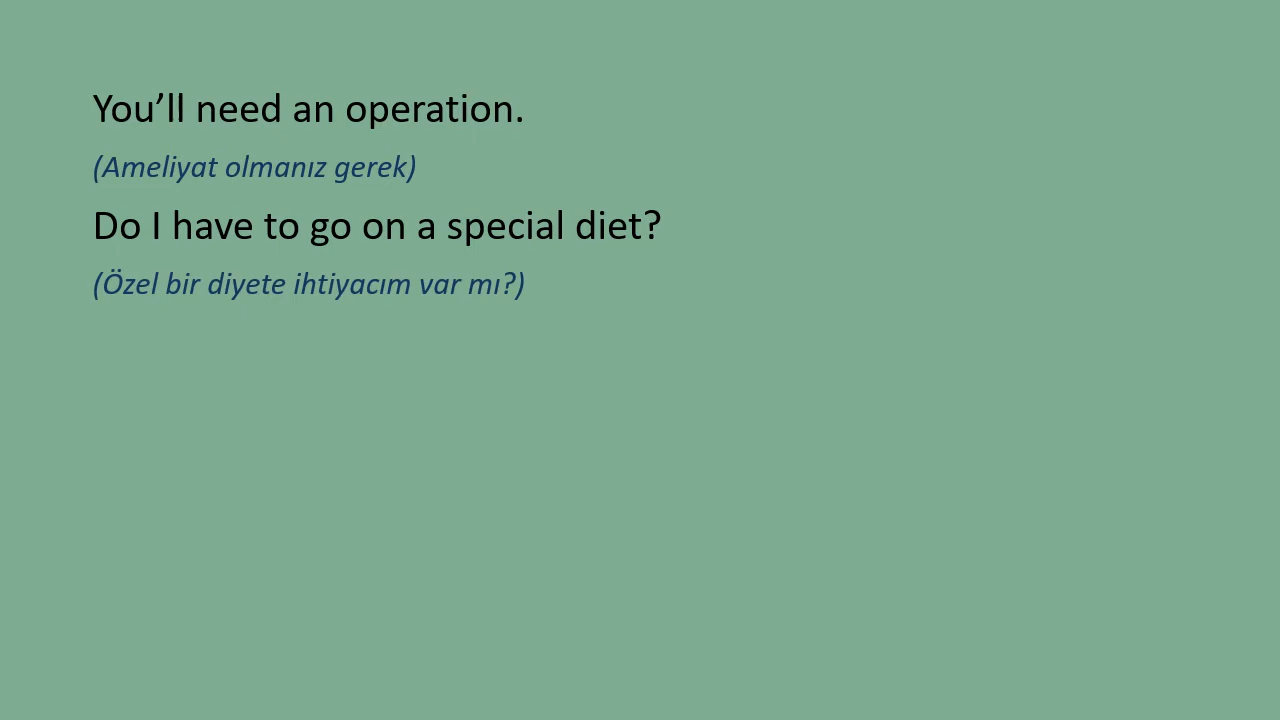 You’ll need an operation.
(Ameliyat olmanız gerek)
Do I have to go on a special diet?
(Özel bir diyete ihtiyacım var mı?)